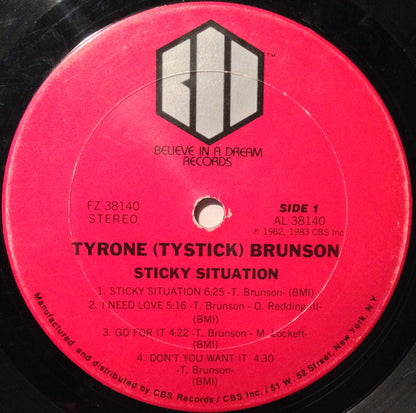 TM
BELIEVE IN A DREAM
RECORDS
FZ 38140
STEREO
SIDE 1
AL 38140
℗ 1982, 1983 CBS Inc
TYRONE (TYSTICK) BRUNSON
STICKY SITUATION
1. STICKY SITUATION 6:25 -T. Brunson- (BMI)
2. I NEED LOVE 5:16 -T. Brunson - O. Redding III-
(BMI)
3. GO FOR IT 4:22 -T. Brunson - M. Lockett-
(BMI)
4. DON'T YOU WANT IT 4:30
-T. Brunson-
(BMI)
Manufactured and distributed by CBS Records / CBS Inc. / 51 W. 52 Street, New York, N.Y.